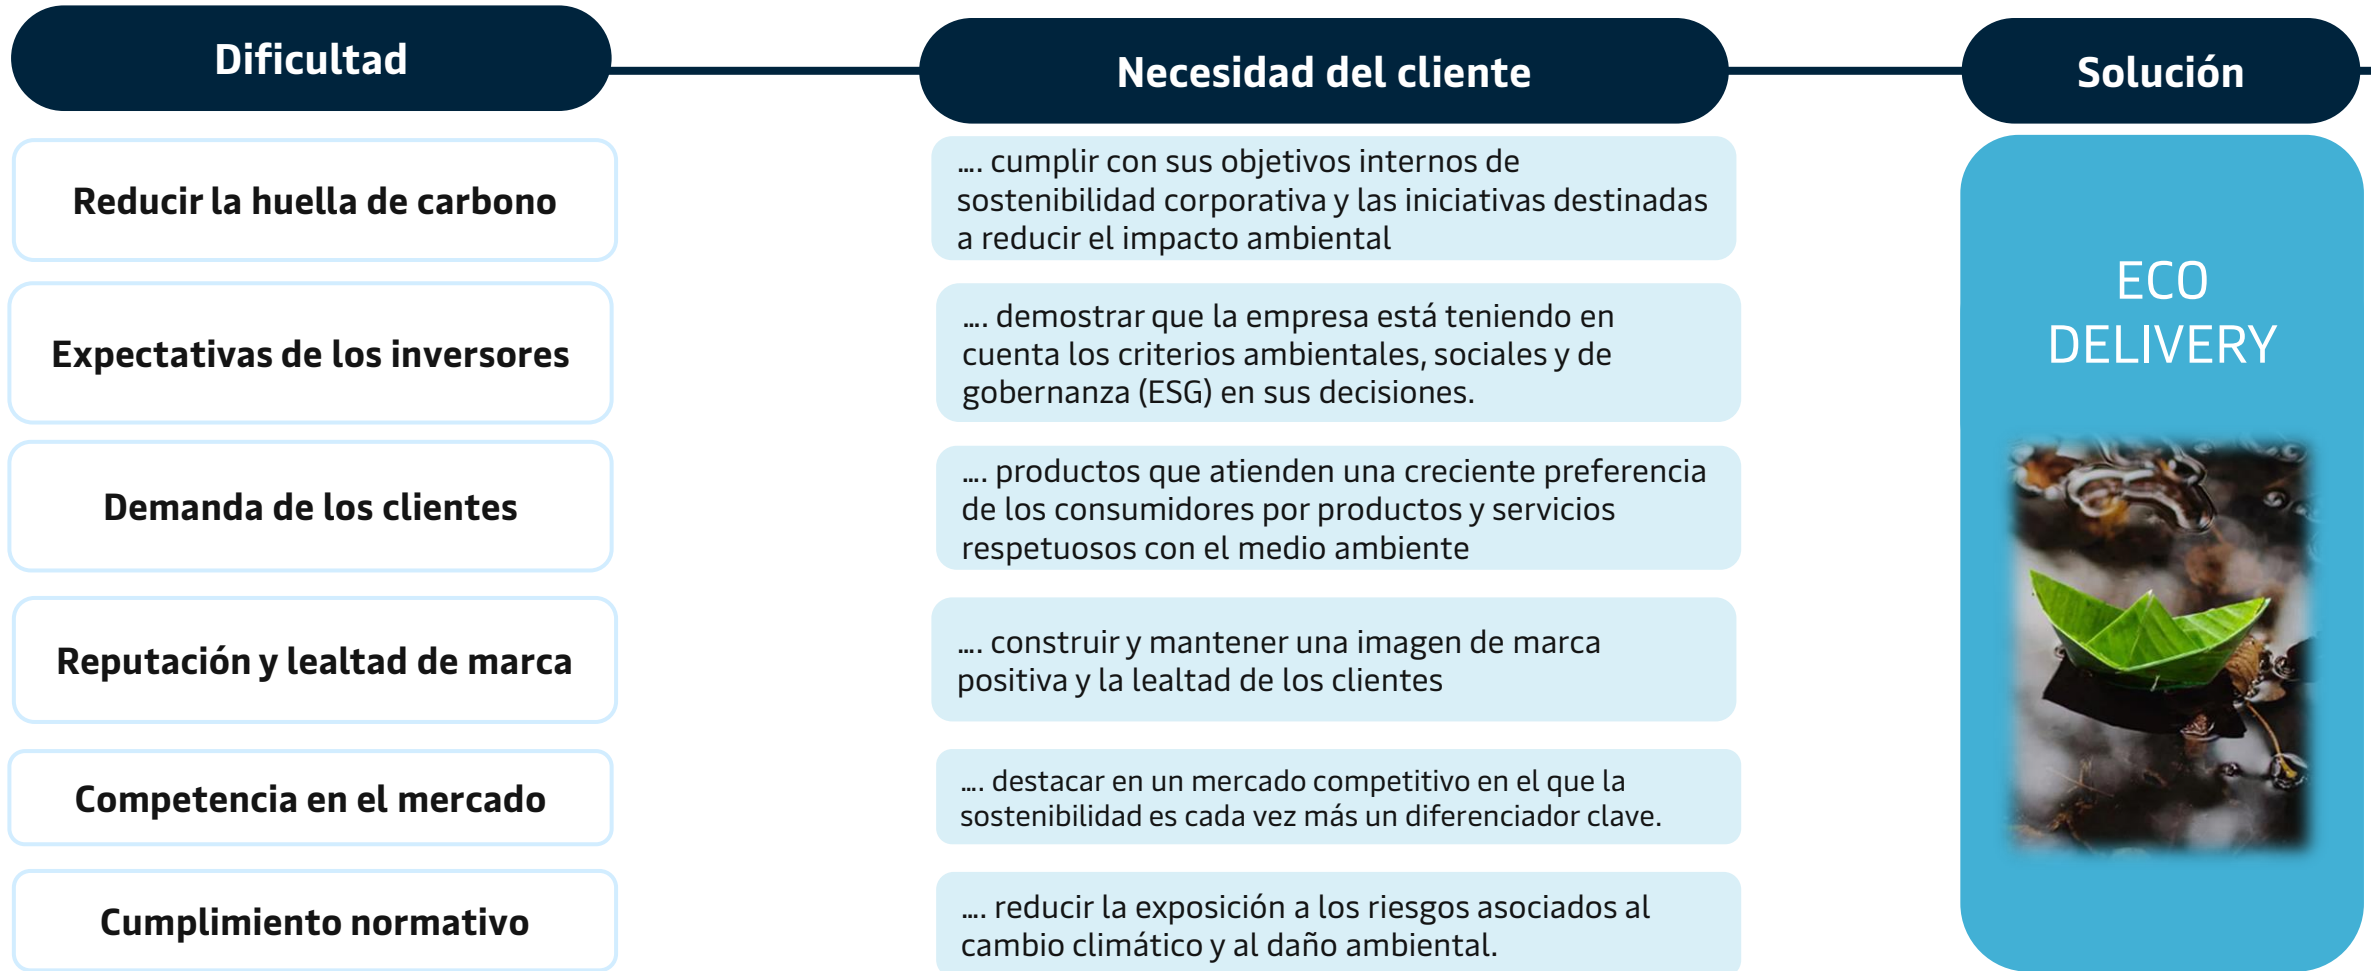 Dificultad
Necesidad del cliente
Solución
Reducir la huella de carbono
.... cumplir con sus objetivos internos de
sostenibilidad corporativa y las iniciativas destinadas
a reducir el impacto ambiental
Expectativas de los inversores
.... demostrar que la empresa está teniendo en
cuenta los criterios ambientales, sociales y de
gobernanza (ESG) en sus decisiones.
Demanda de los clientes
.... productos que atienden una creciente preferencia
de los consumidores por productos y servicios
respetuosos con el medio ambiente
Reputación y lealtad de marca
.... construir y mantener una imagen de marca
positiva y la lealtad de los clientes
Competencia en el mercado
.... destacar en un mercado competitivo en el que la
sostenibilidad es cada vez más un diferenciador clave.
Cumplimiento normativo
.... reducir la exposición a los riesgos asociados al
cambio climático y al daño ambiental.
ECO
DELIVERY